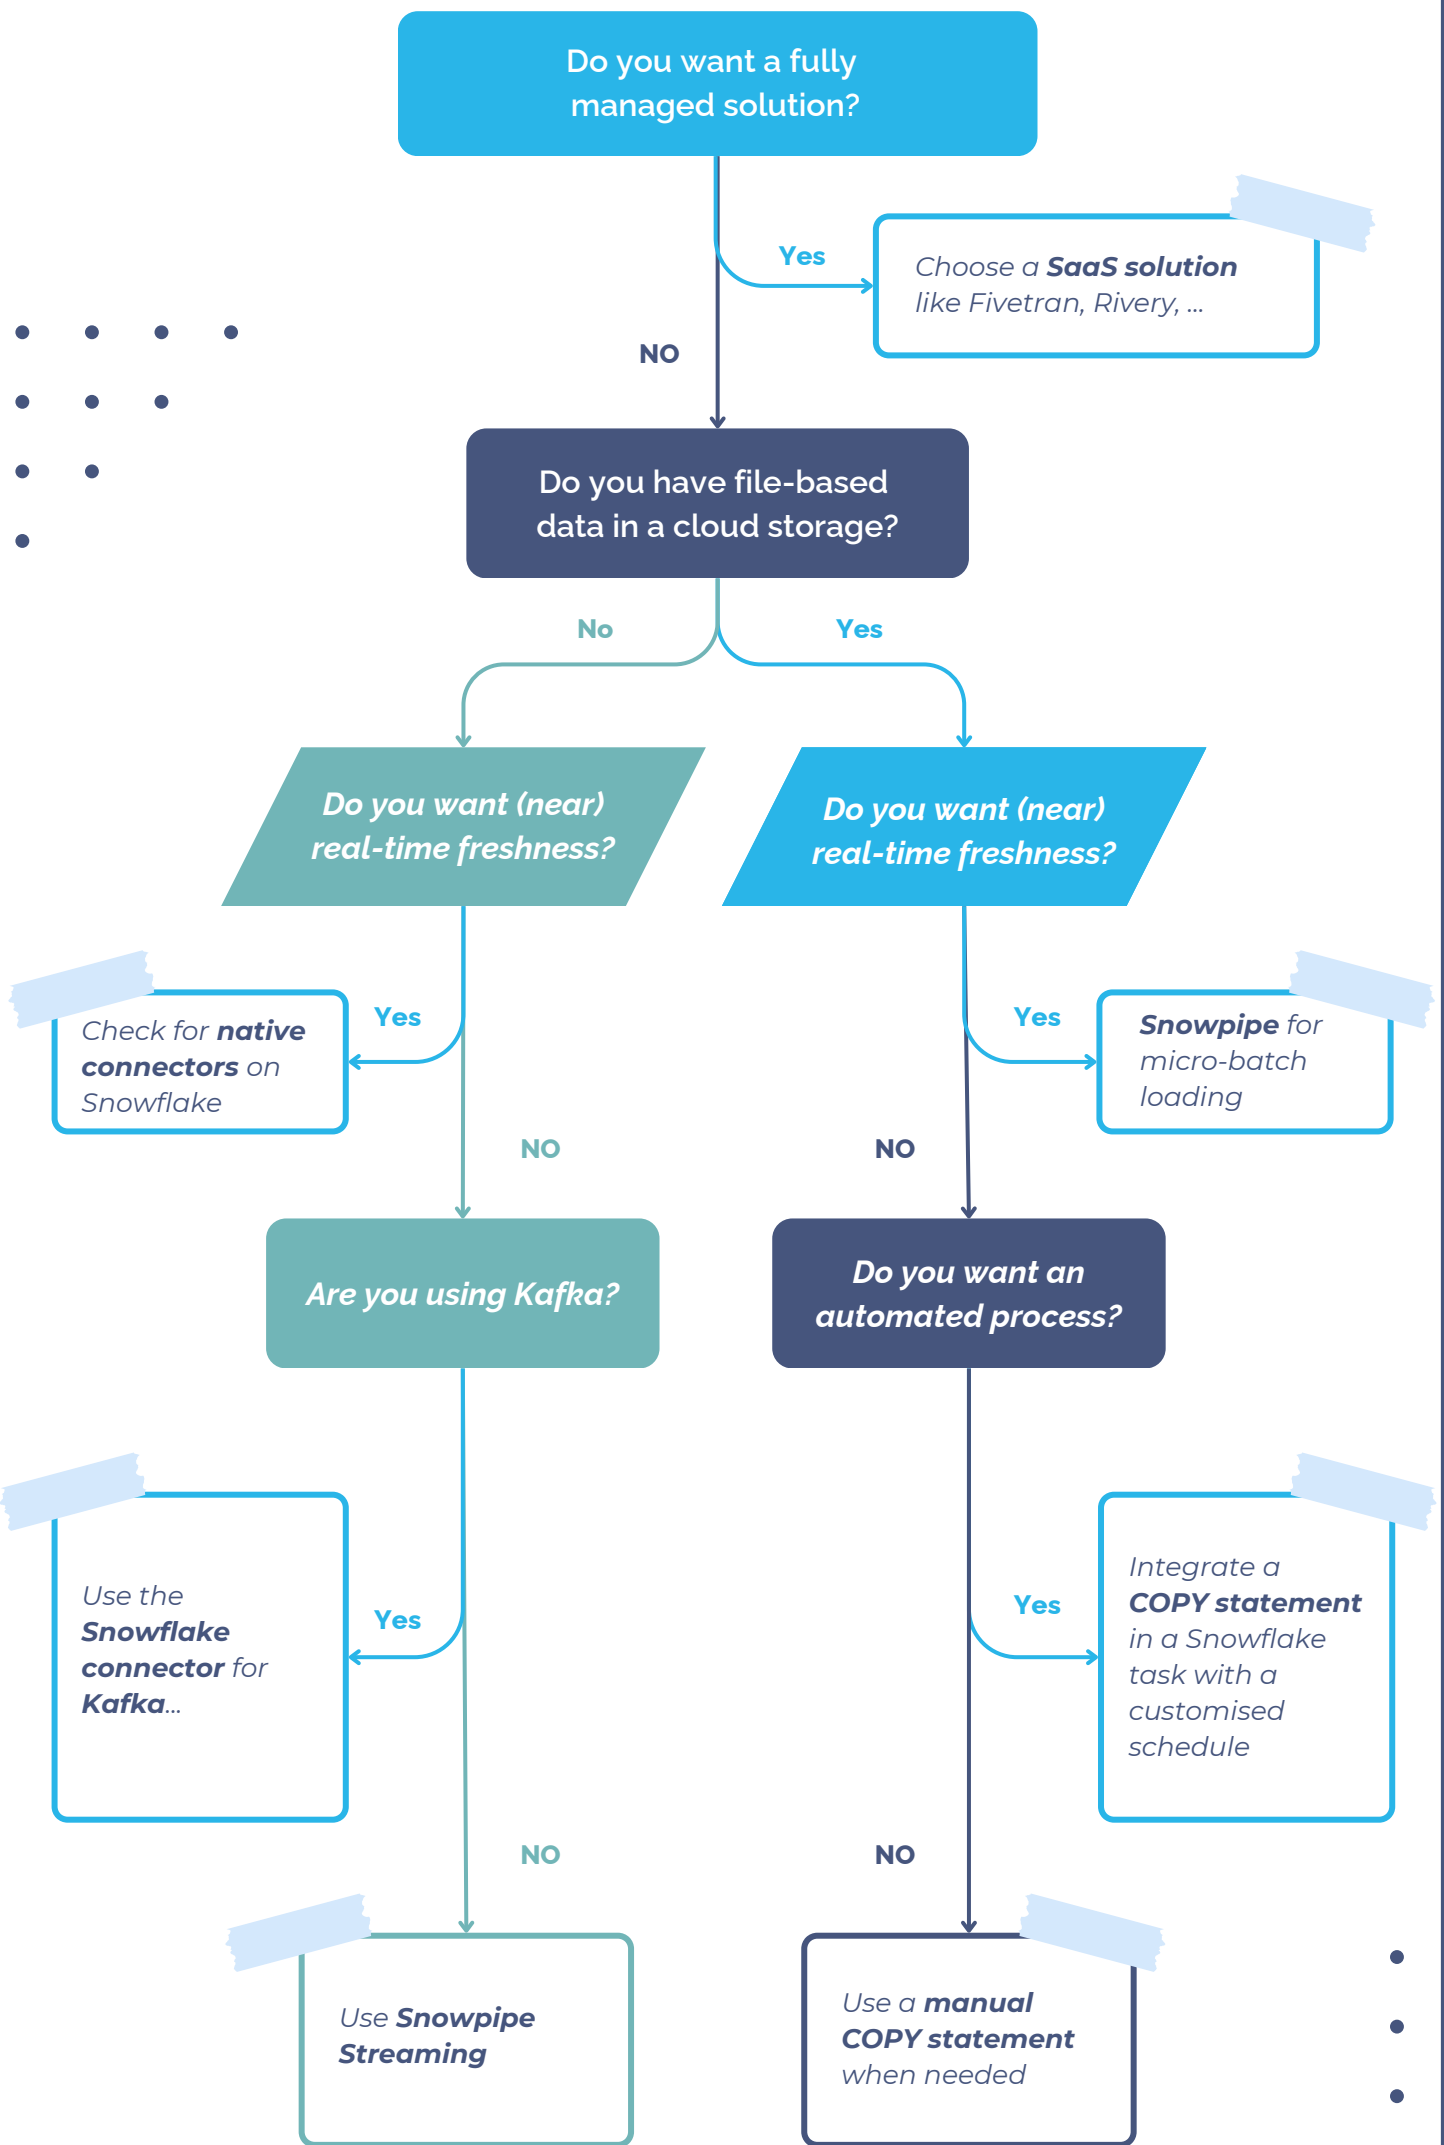 Do you want a fully
managed solution?
Yes
Choose a SaaS solution
like Fivetran, Rivery, ...
NO
Do you have file-based
data in a cloud storage?
No
Yes
Do you want (near)
real-time freshness?
Do you want (near)
real-time freshness?
Check for native
connectors on
Snowflake
Yes
Yes
Snowpipe for
micro-batch
loading
NO
NO
Are you using Kafka?
Do you want an
automated process?
Use the
Snowflake
connector for
Kafka...
Yes
Yes
Integrate a
COPY statement
in a Snowflake
task with a
customised
schedule
NO
NO
Use Snowpipe
Streaming
Use a manual
COPY statement
when needed